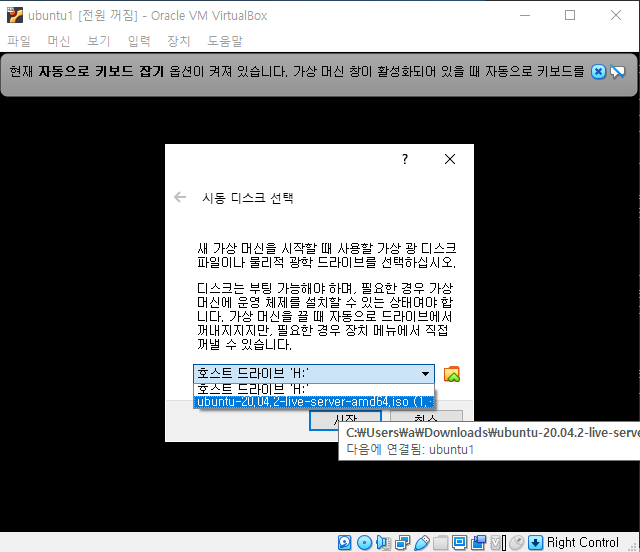 ubuntu1 [전원 꺼짐] - Oracle VM VirtualBox
파일 머신 보기 입력 장치 도움말
현재 자동으로 키보드 잡기 옵션이 켜져 있습니다. 가상 머신 창이 활성화되어 있을 때 자동으로 키보드를
?
시동 디스크 선택
새 가상 머신을 시작할 때 사용할 가상 광 디스크
파일이나 물리적 광학 드라이브를 선택하십시오.
디스크는 부팅 가능해야 하며, 필요한 경우 가상
머신에 운영 체제를 설치할 수 있는 상태여야 합
니다. 가상 머신을 끌 때 자동으로 드라이브에서
꺼내지지지만, 필요한 경우 장치 메뉴에서 직접
꺼낼 수 있습니다.
호스트 드라이브 'H:'
호스트 드라이브 'H:'
ubuntu-20.04.2-live-server-amd64.iso (1,
시작 취소
C:₩Users₩a₩Downloads₩ubuntu-20.04.2-live-serve
다음에 연결됨: ubuntu1
Right Control